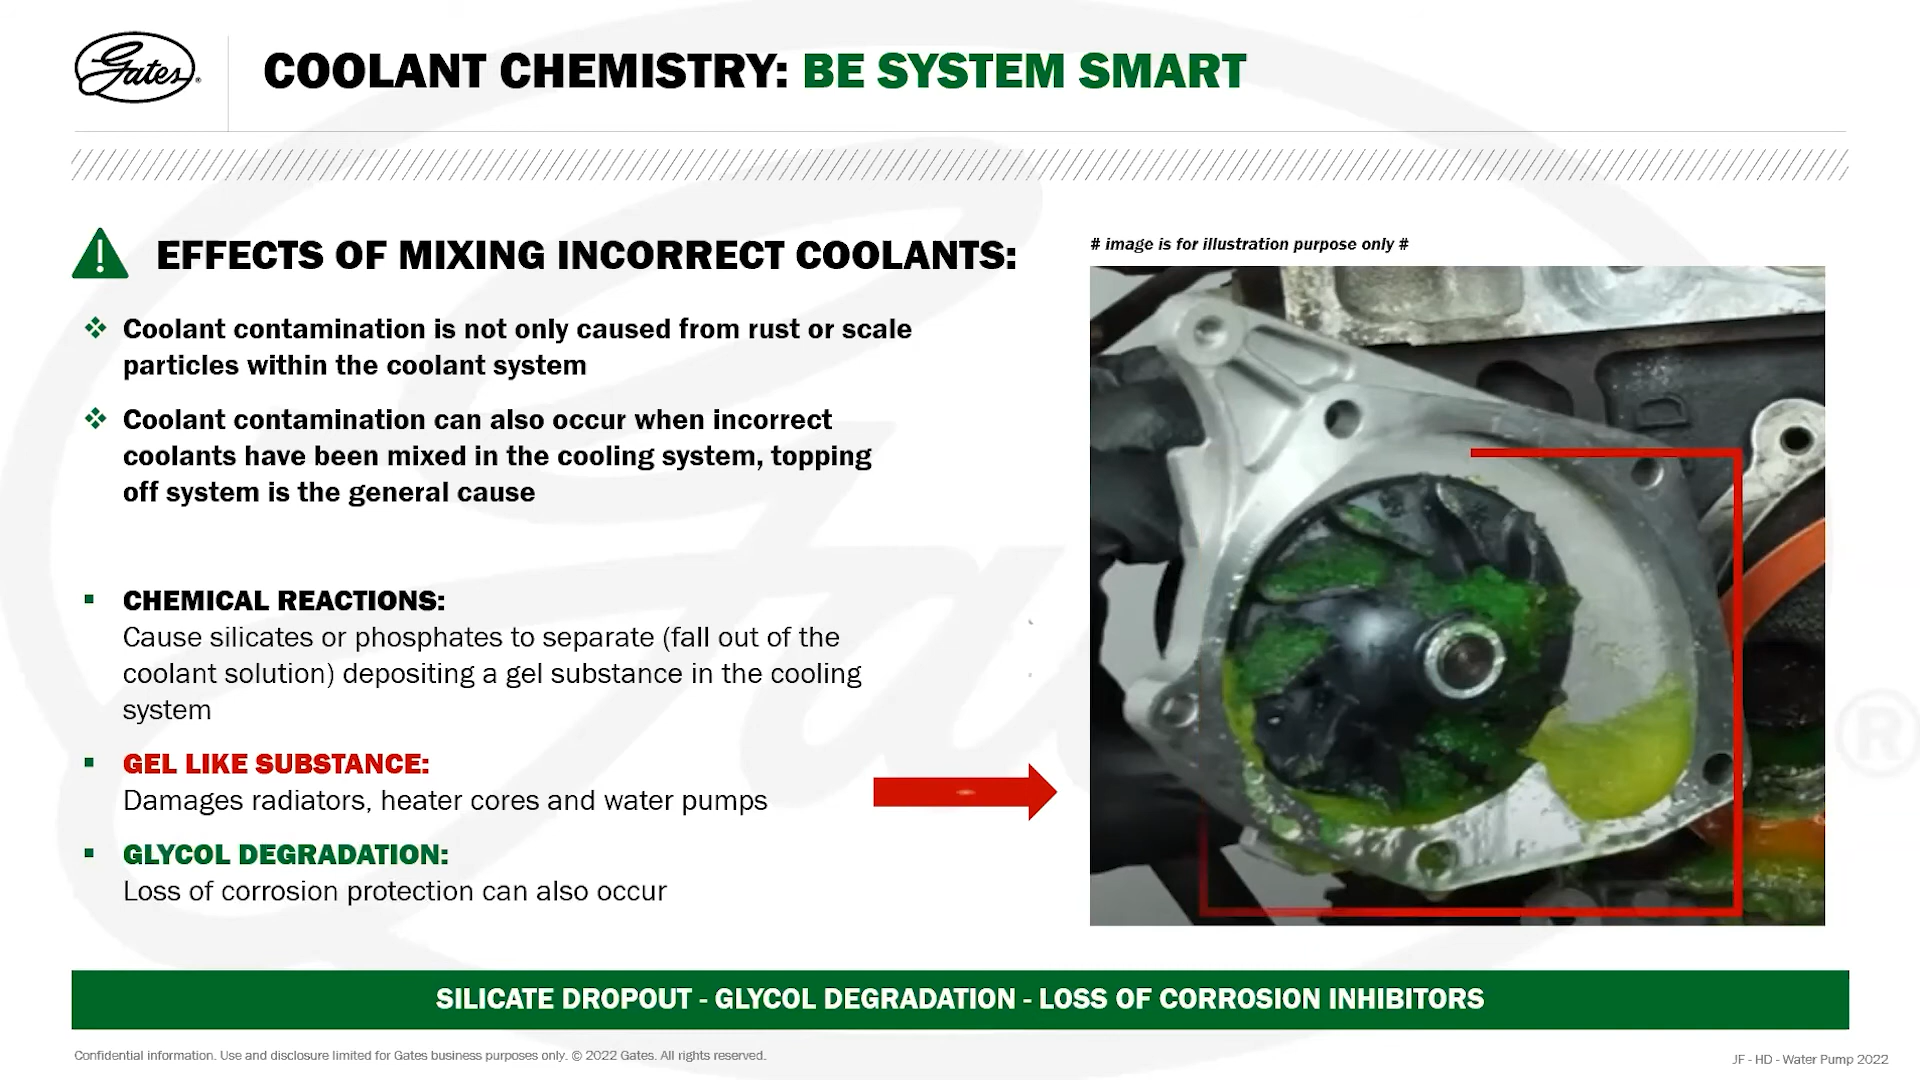 Gates®
COOLANT CHEMISTRY: BE SYSTEM SMART
EFFECTS OF MIXING INCORRECT COOLANTS:
Coolant contamination is not only caused from rust or scale
particles within the coolant system
Coolant contamination can also occur when incorrect
coolants have been mixed in the cooling system, topping
off system is the general cause
CHEMICAL REACTIONS:
Cause silicates or phosphates to separate (fall out of the
coolant solution) depositing a gel substance in the cooling
system
GEL LIKE SUBSTANCE:
Damages radiators, heater cores and water pumps
GLYCOL DEGRADATION:
Loss of corrosion protection can also occur
# image is for illustration purpose only #
SILICATE DROPOUT - GLYCOL DEGRADATION - LOSS OF CORROSION INHIBITORS
Confidential information. Use and disclosure limited for Gates business purposes only. © 2022 Gates. All rights reserved.
JF - HD - Water Pump 2022